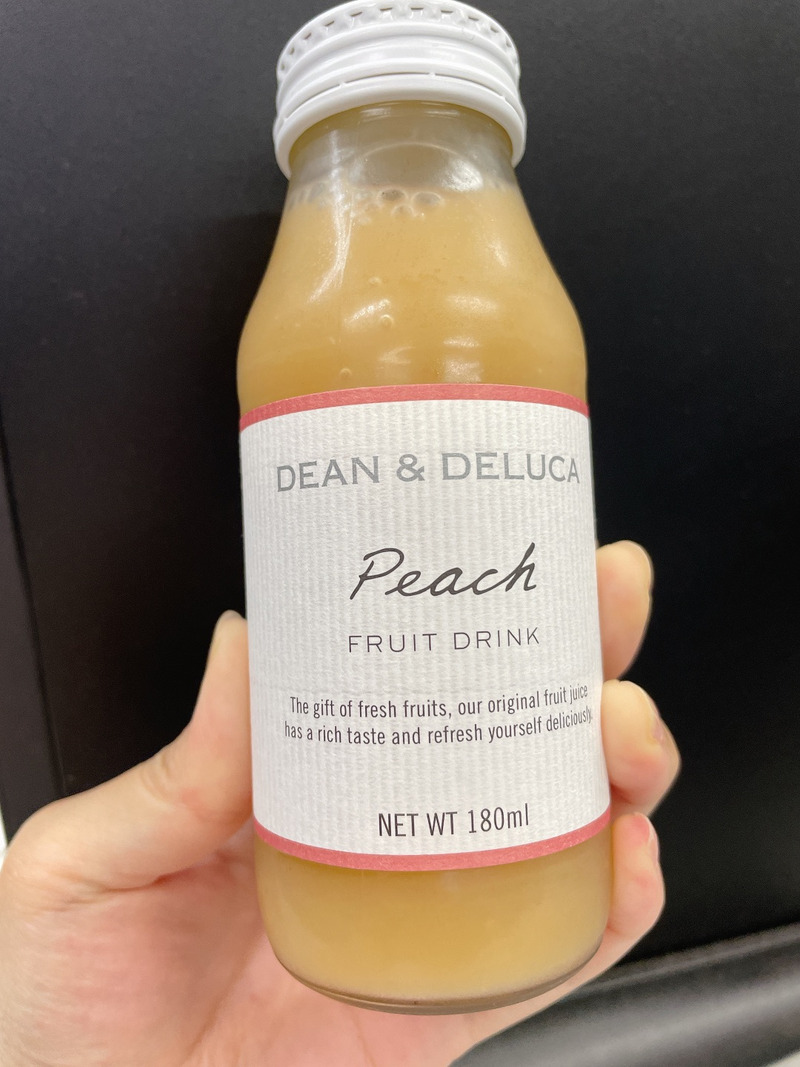 DEAN & DELUCA
Peach
FRUIT DRINK
The gift of fresh fruits, our original fruit juice
has a rich taste and refresh yourself deliciously.
NET WT 180ml